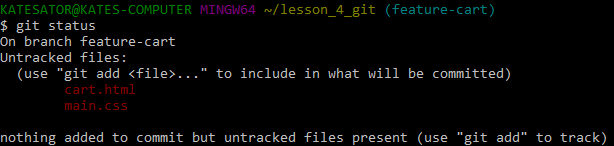 KATESATOR@KATES-COMPUTER MINGW64 ~/lesson_4_git (feature-cart)
$ git status
On branch feature-cart
Untracked files:
  (use "git add <file>..." to include in what will be committed)
        cart.html
        main.css

nothing added to commit but untracked files present (use "git add" to track)